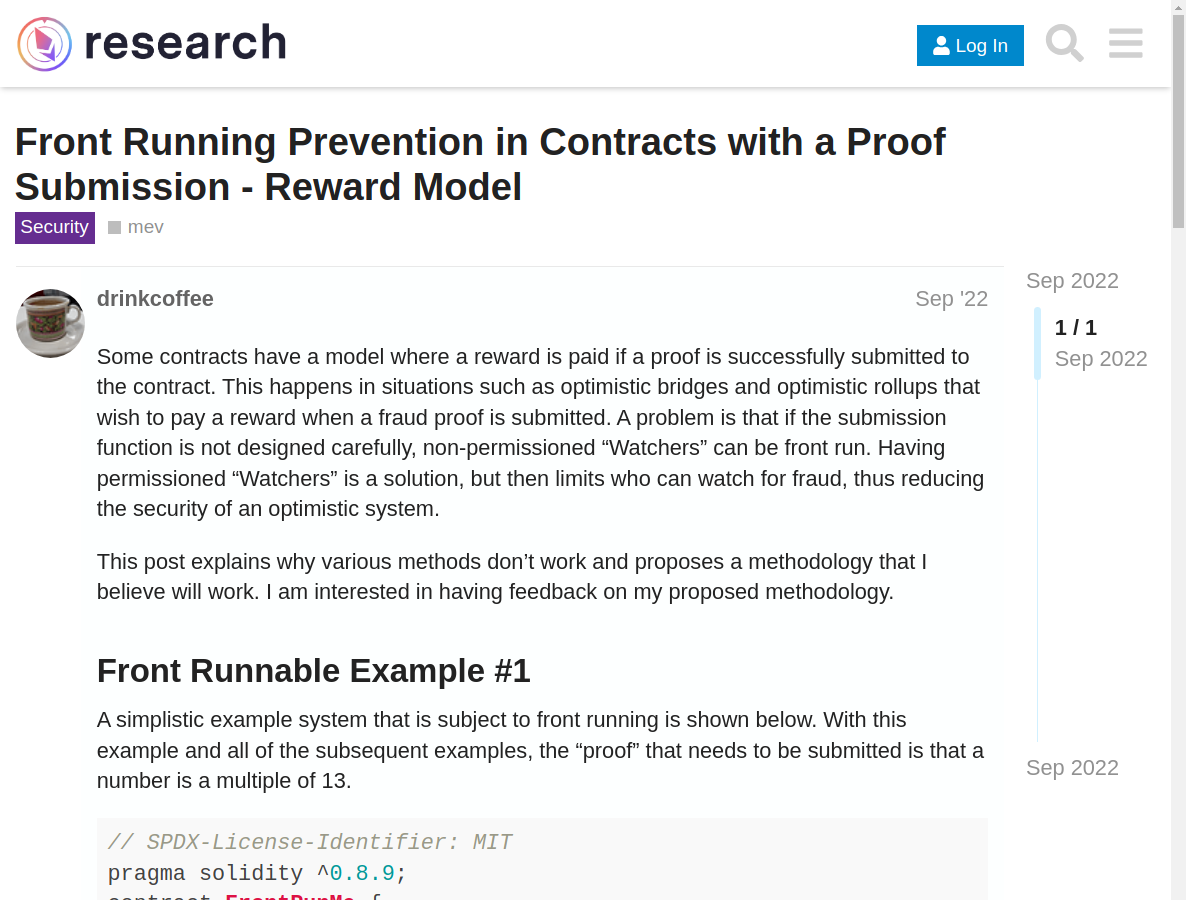 research
Log In
Front Running Prevention in Contracts with a Proof
Submission - Reward Model
Security
mev
drinkcoffee
Sep '22
Sep 2022
1 / 1
Sep 2022
Some contracts have a model where a reward is paid if a proof is successfully submitted to
the contract. This happens in situations such as optimistic bridges and optimistic rollups that
wish to pay a reward when a fraud proof is submitted. A problem is that if the submission
function is not designed carefully, non-permissioned “Watchers” can be front run. Having
permissioned “Watchers” is a solution, but then limits who can watch for fraud, thus reducing
the security of an optimistic system.
This post explains why various methods don’t work and proposes a methodology that I
believe will work. I am interested in having feedback on my proposed methodology.
Front Runnable Example #1
A simplistic example system that is subject to front running is shown below. With this
example and all of the subsequent examples, the “proof” that needs to be submitted is that a
number is a multiple of 13.
Sep 2022
// SPDX-License-Identifier: MIT
pragma solidity ^0.8.9;
contract FrontRunMe {